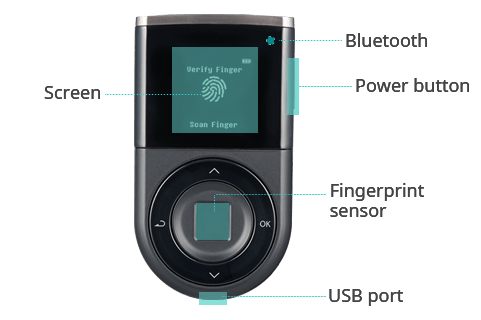 Bluetooth
Power button
Screen
Verify Finger
Scan Finger
Fingerprint
sensor
OK
USB port